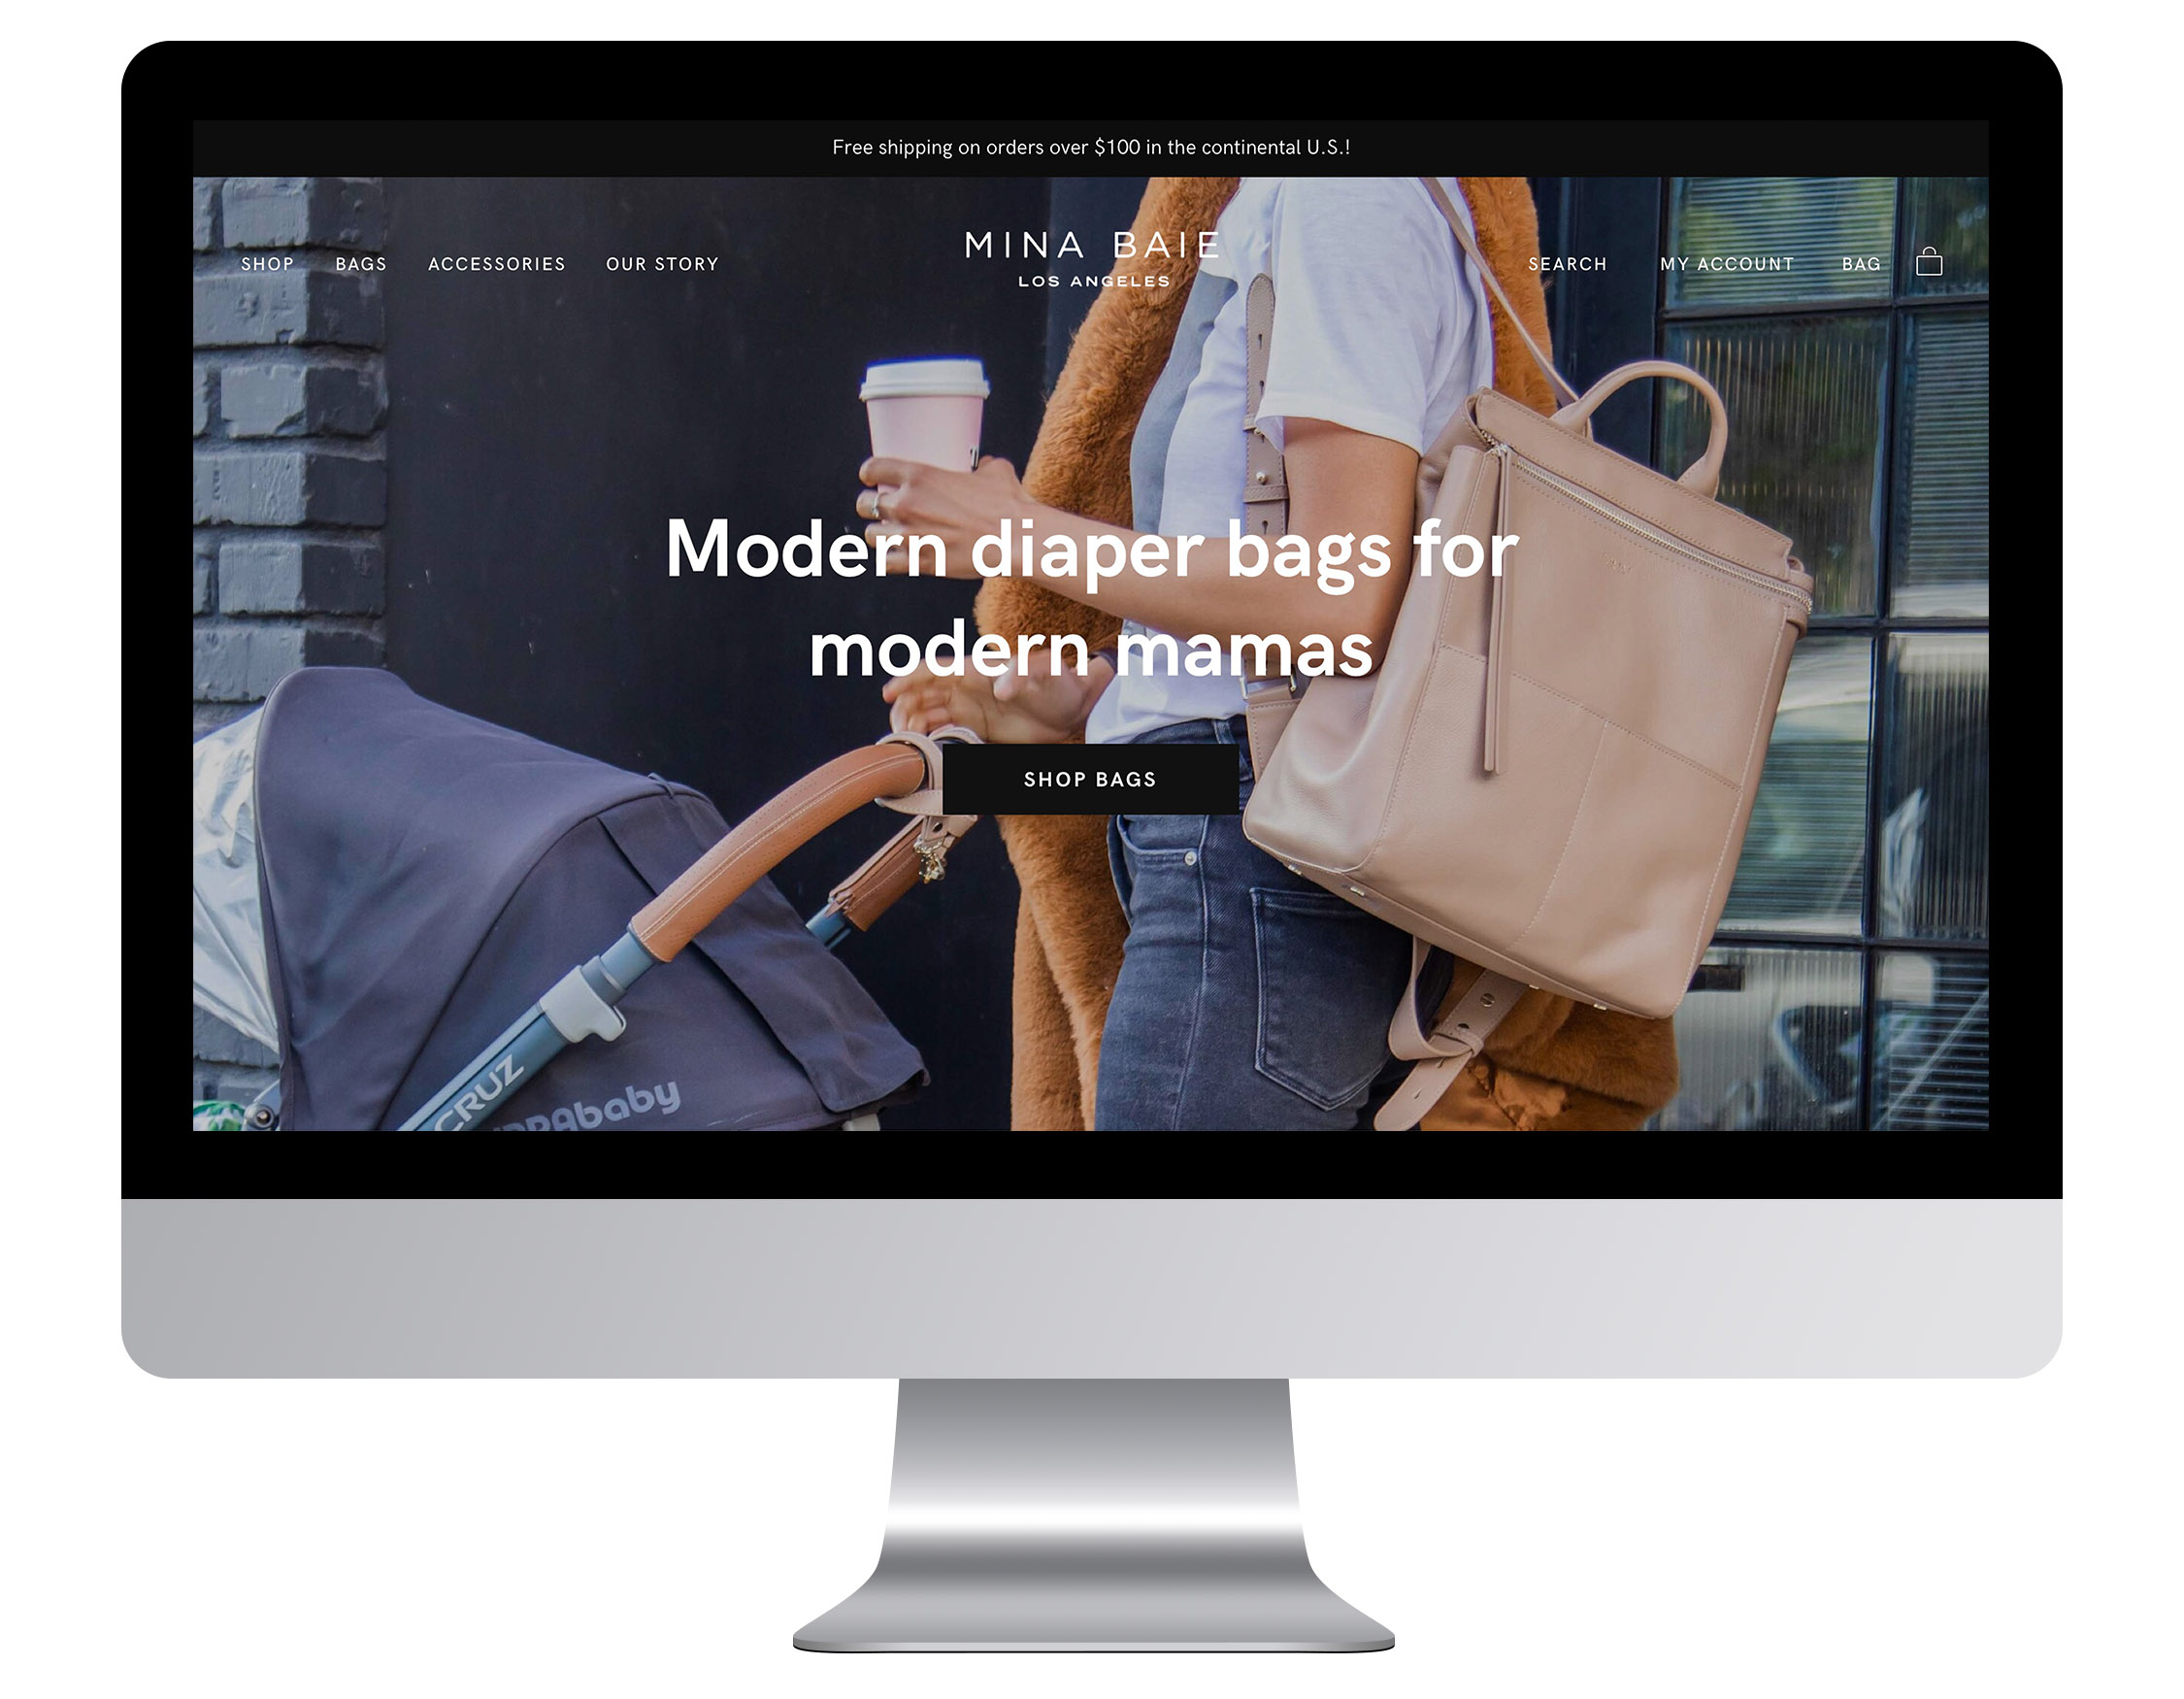 Free shipping on orders over $100 in the continental U.S.!
SHOP BAGS ACCESSORIES OUR STORY
MINA BAIE
LOS ANGELES
SEARCH MY ACCOUNT BAG
Modern diaper bags for
modern mamas
SHOP BAGS
CRUZ
baby